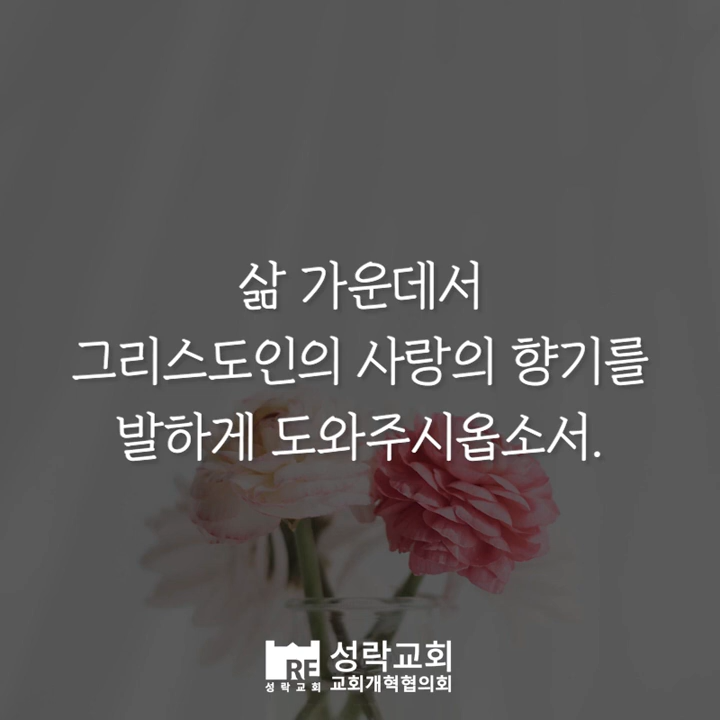 삶 가운데서
그리스도인의 사랑의 향기를
발하게 도와주시옵소서.
RE
성락교회
성락교회
교회개혁협의회